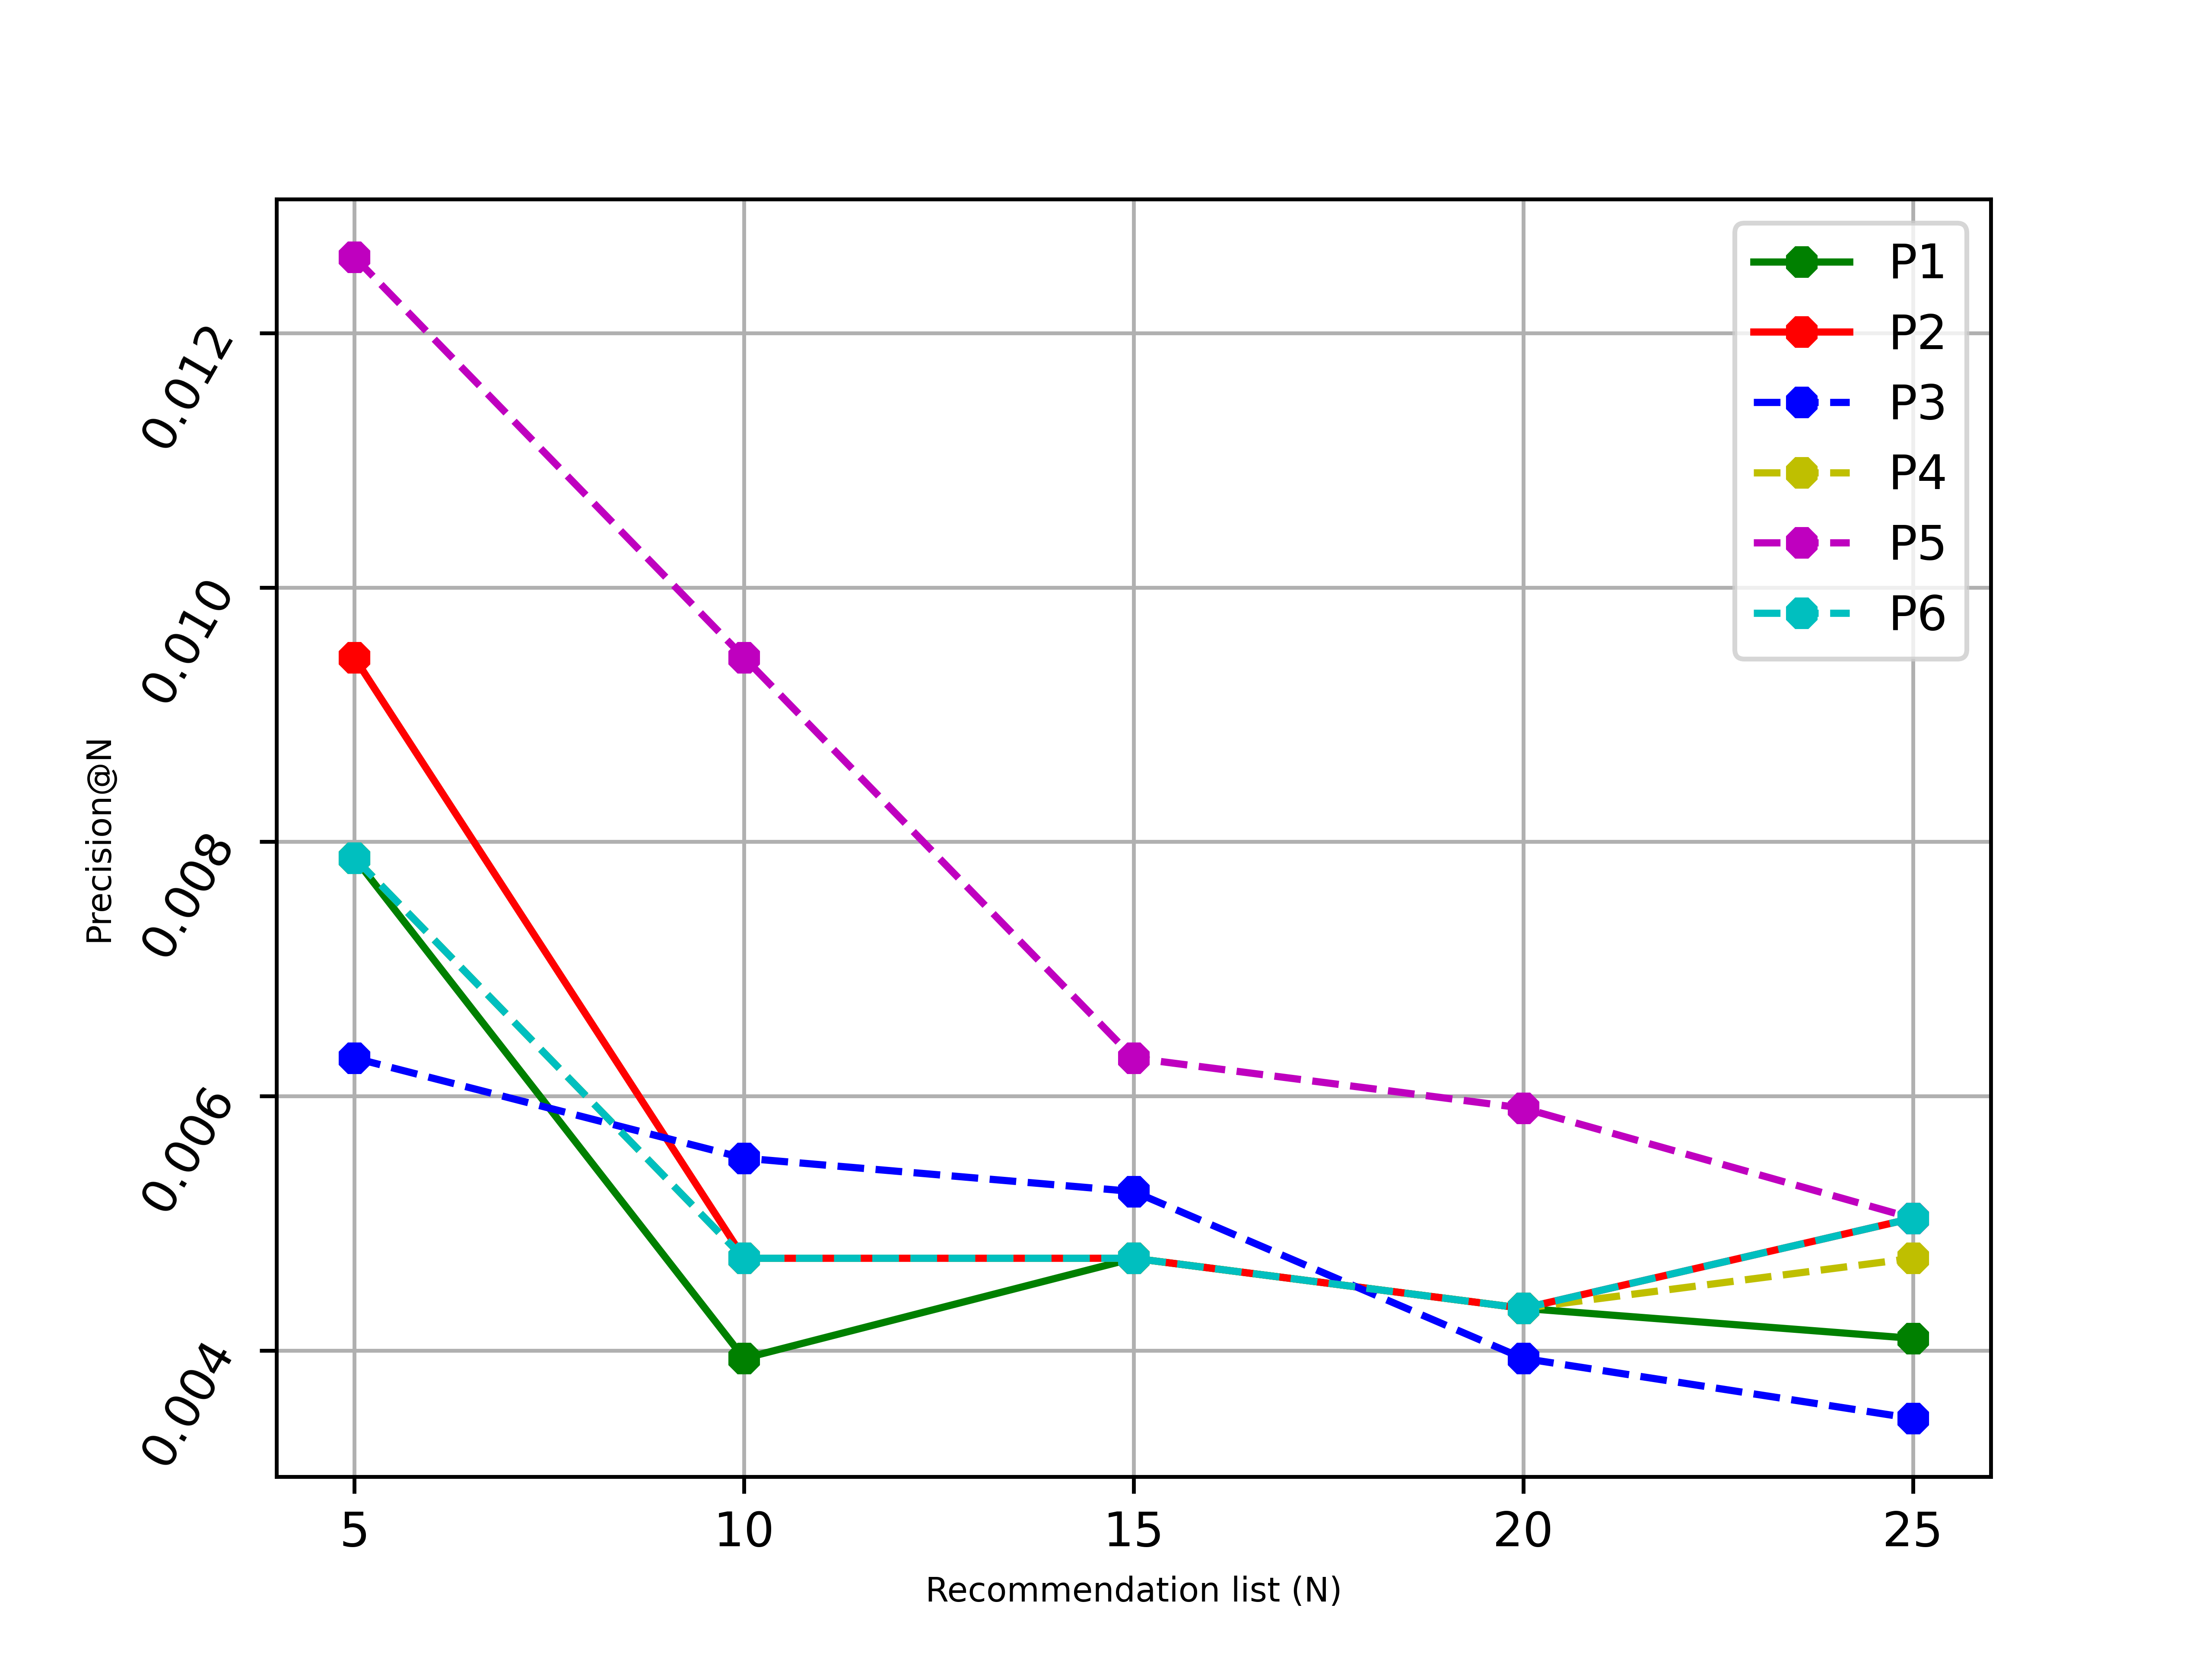 0.012
0.010
0.008
0.006
0.004
Precision@N
5 10 15 20 25
Recommendation list (N)
P1
P2
P3
P4
P5
P6